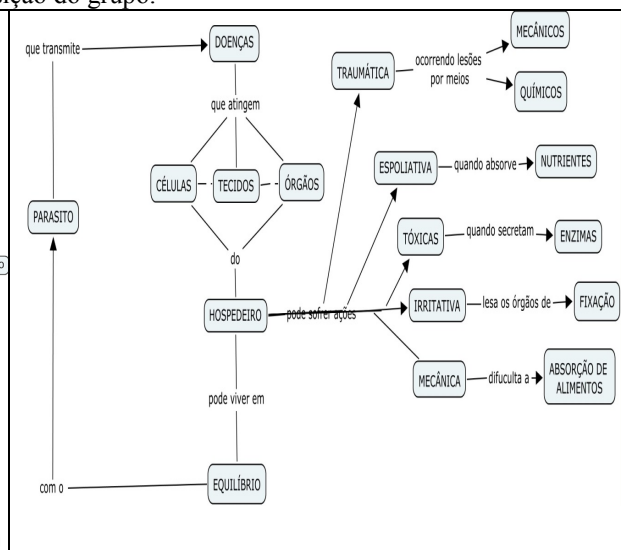 sição do grupo.
que transmite
DOENÇAS
MECÂNICOS
TRAUMÁTICA
ocorrendo lesões
por meios
QUÍMICOS
que atingem
ESPOLIATIVA
quando absorve
NUTRIENTES
CÉLULAS
TECIDOS
ÓRGÃOS
PARASITO
TÓXICAS
quando secretam
ENZIMAS
do
HOSPEDEIRO
pode sofrer ações
IRRITATIVA
lesa os órgãos de
FIXAÇÃO
MECÂNICA
difuculta a
ABSORÇÃO DE
ALIMENTOS
pode viver em
com o
EQUILÍBRIO